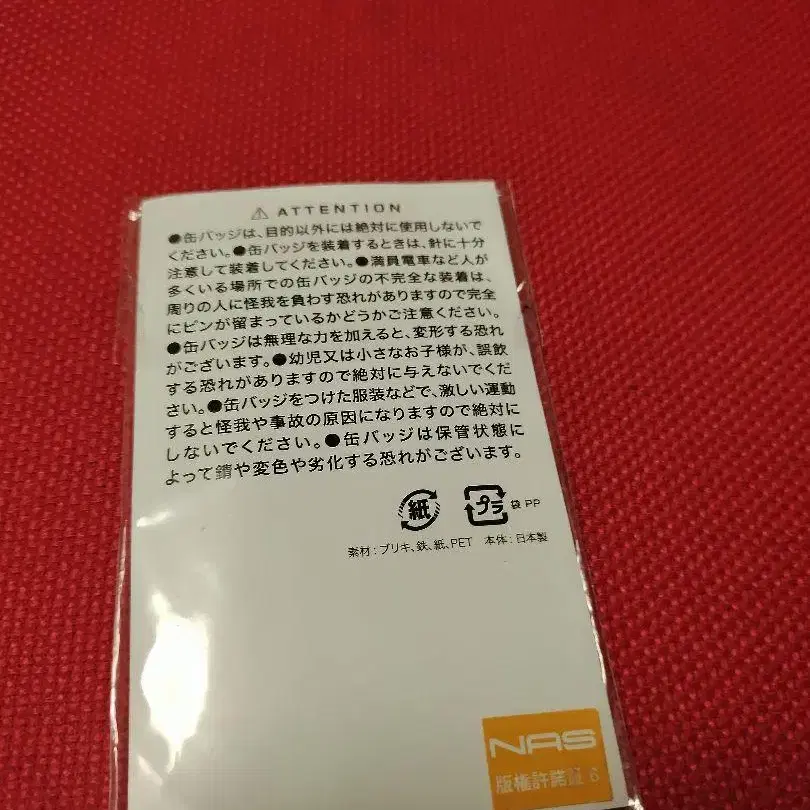 ⚠ ATTENTION
●缶バッジは、目的以外には絶対に使用しないで
ください。●缶バッジを装着するときは、針に十分
注意して装着してください。●満員電車など人が
多くいる場所での缶バッジの不完全な装着は、
周りの人に怪我を負わす恐れがありますので完全
にピンが留まっているかどうかご注意ください。
●缶バッジは無理な力を加えると、変形する恐れ
がございます。●幼児又は小さなお子様が、誤飲
する恐れがありますので絶対に与えないでくだ
さい。●缶バッジをつけた服装などで、激しい運動
すると怪我や事故の原因になりますので絶対に
しないでください。●缶バッジは保管状態に
よって錆や変色や劣化する恐れがございます。
紙 プラ 袋 PP
素材:ブリキ、鉄、紙、PET 本体:日本製
NAS
版権許諾証 6